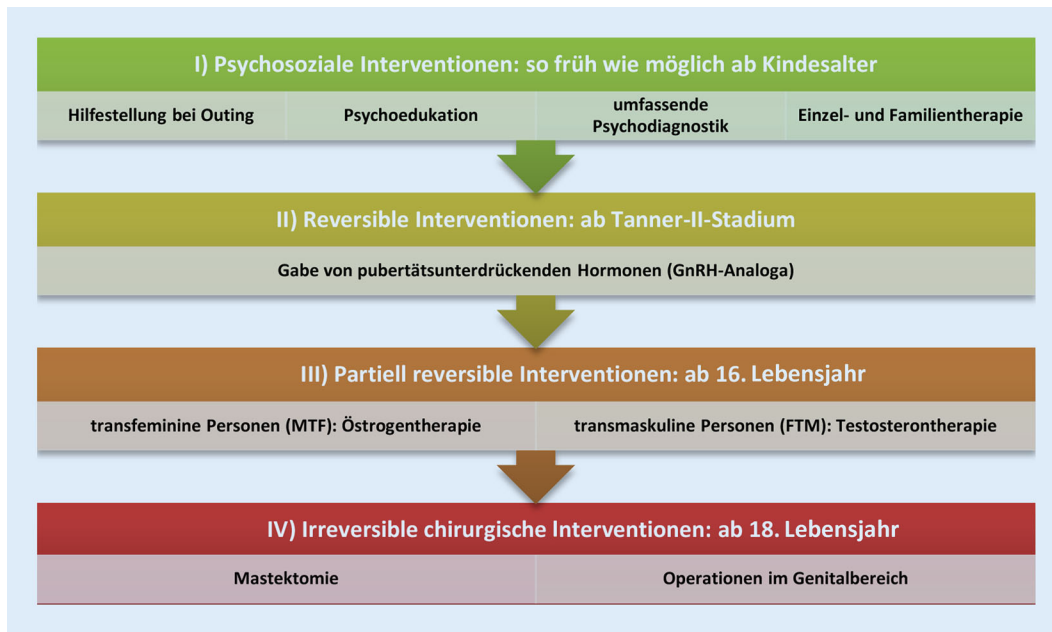 I) Psychosoziale Interventionen: so früh wie möglich ab Kindesalter
Hilfestellung bei Outing
Psychoedukation
umfassende
Psychodiagnostik
Einzel- und Familientherapie
II) Reversible Interventionen: ab Tanner-II-Stadium
Gabe von pubertätsunterdrückenden Hormonen (GnRH-Analoga)
III) Partiell reversible Interventionen: ab 16. Lebensjahr
transfeminine Personen (MTF): Östrogentherapie
transmaskuline Personen (FTM): Testosterontherapie
IV) Irreversible chirurgische Interventionen: ab 18. Lebensjahr
Mastektomie
Operationen im Genitalbereich